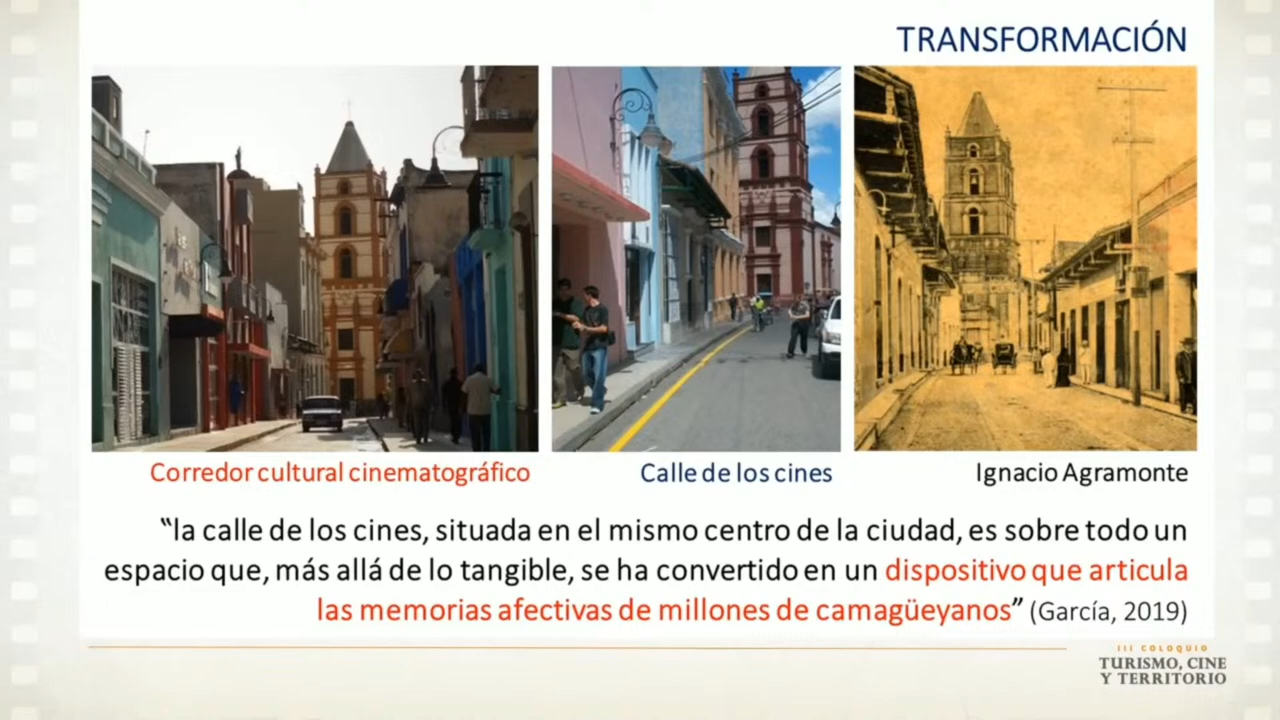 TRANSFORMACIÓN
Corredor cultural cinematográfico
Calle de los cines
Ignacio Agramonte
“la calle de los cines, situada en el mismo centro de la ciudad, es sobre todo un
espacio que, más allá de lo tangible, se ha convertido en un dispositivo que articula
las memorias afectivas de millones de camagüeyanos” (García, 2019)
III COLOQUIO
TURISMO, CINE
Y TERRITORIO